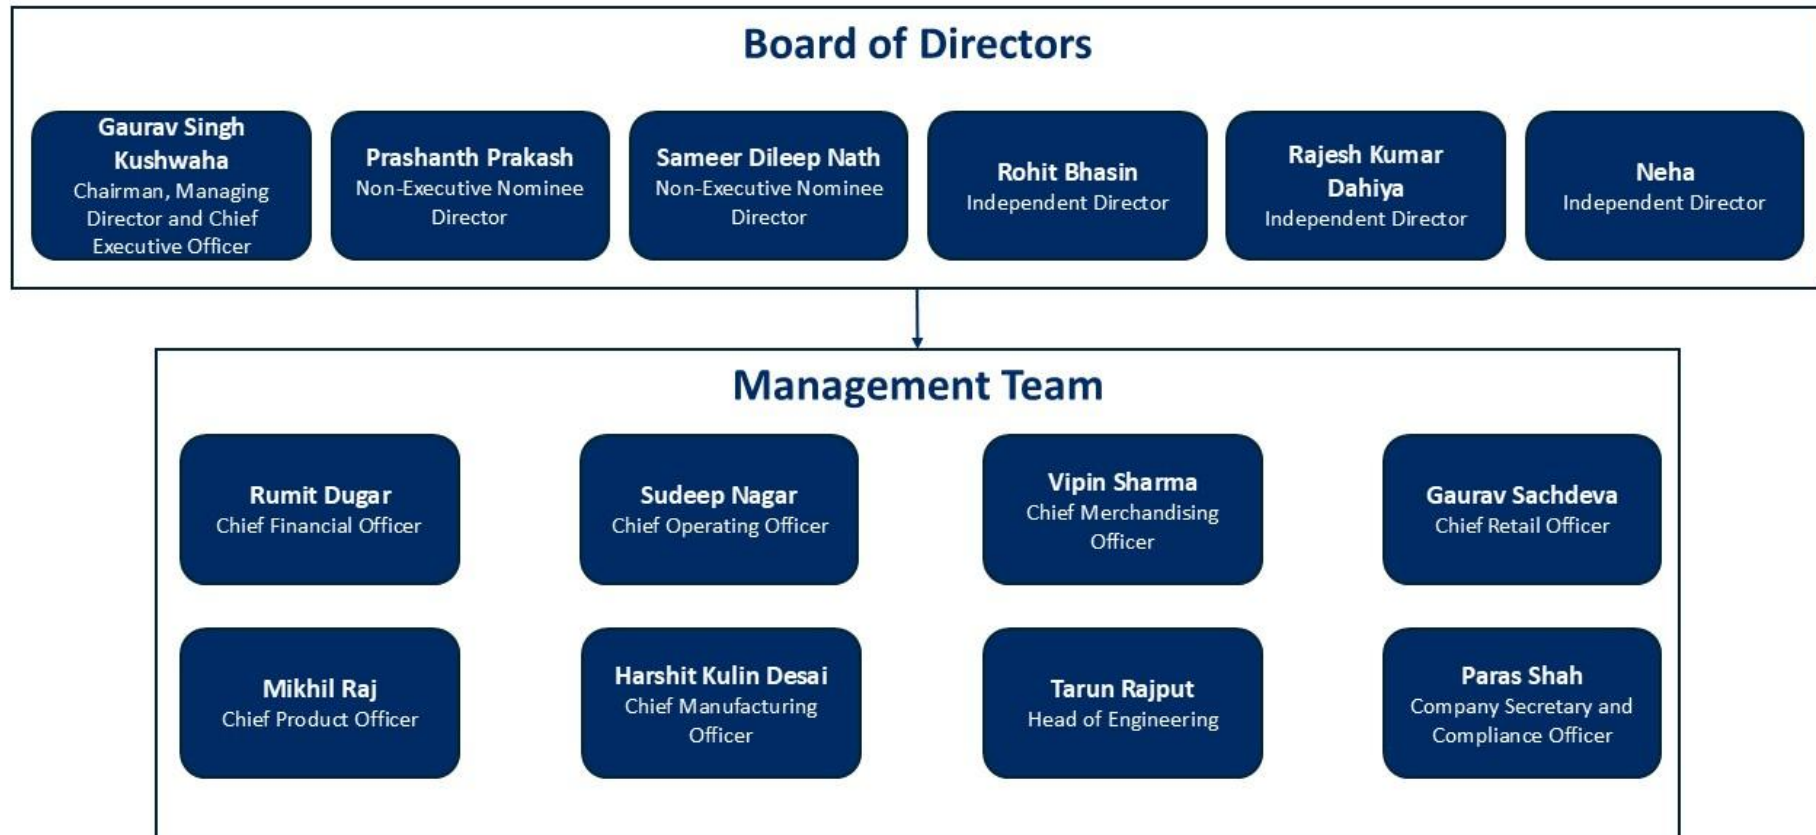 Board of Directors
Gaurav Singh
Kushwaha
Chairman, Managing
Director and Chief
Executive Officer
Prashanth Prakash
Non-Executive Nominee
Director
Sameer Dileep Nath
Non-Executive Nominee
Director
Rohit Bhasin
Independent Director
Rajesh Kumar
Dahiya
Independent Director
Neha
Independent Director
Management Team
Rumit Dugar
Chief Financial Officer
Sudeep Nagar
Chief Operating Officer
Vipin Sharma
Chief Merchandising
Officer
Gaurav Sachdeva
Chief Retail Officer
Mikhil Raj
Chief Product Officer
Harshit Kulin Desai
Chief Manufacturing
Officer
Tarun Rajput
Head of Engineering
Paras Shah
Company Secretary and
Compliance Officer